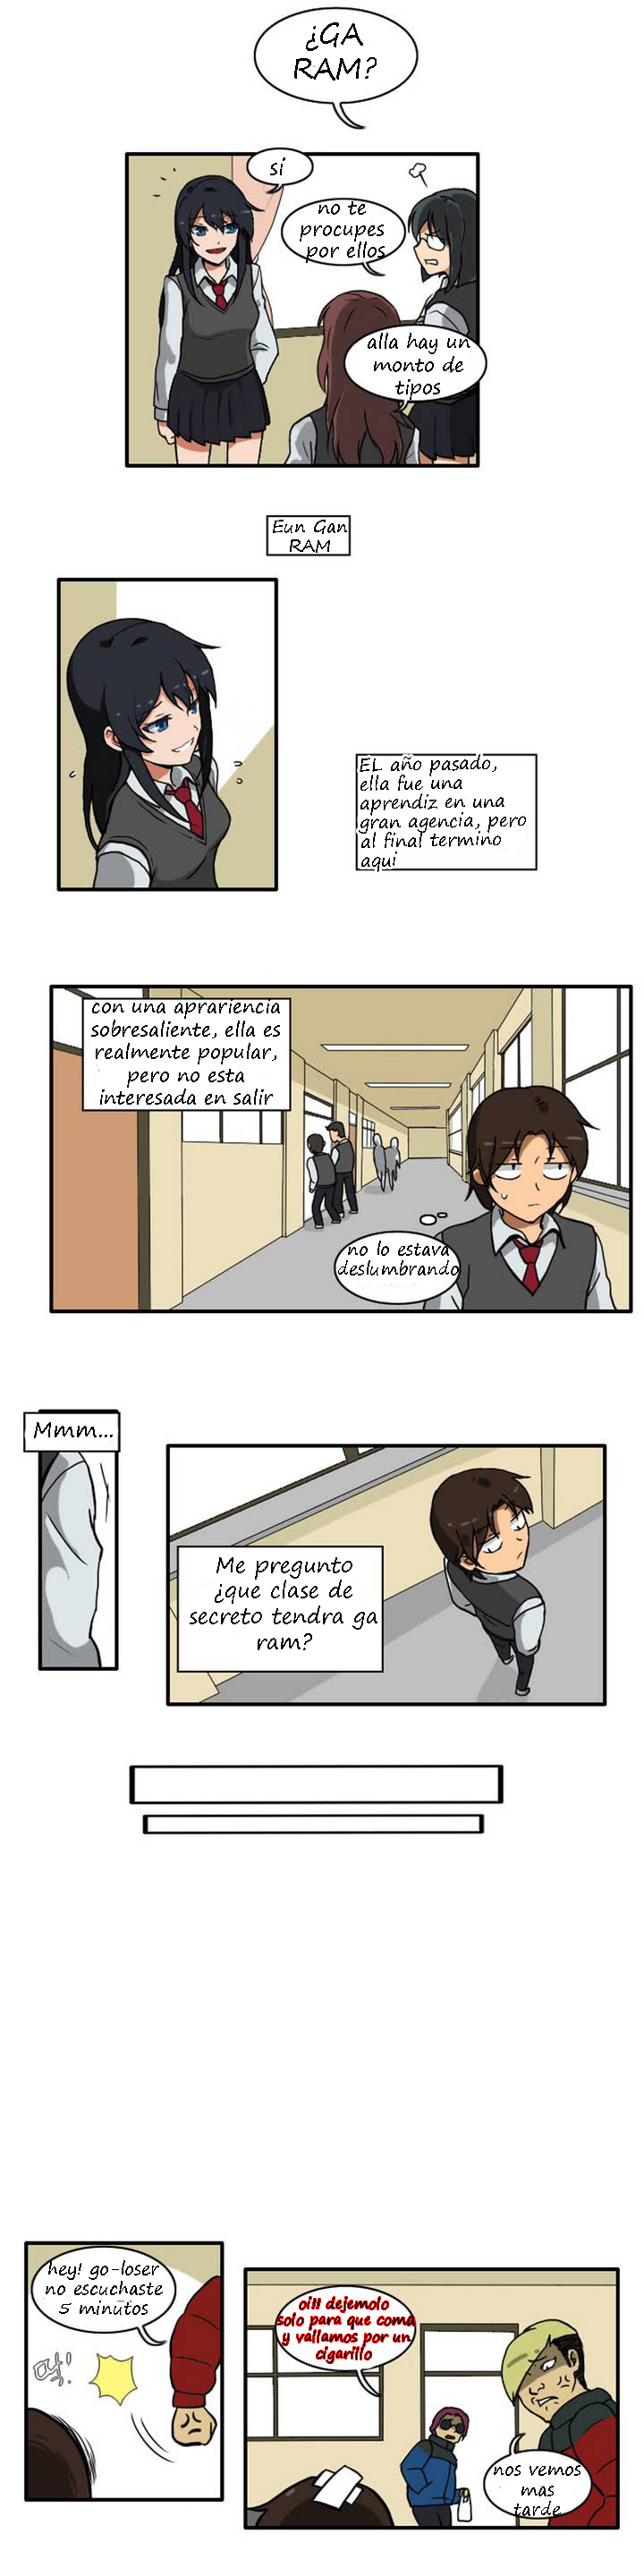 ¿GA
RAM?
si
no te
procupes
por ellos
alla hay un
monto de
tipos
Eun Gan
RAM
EL año pasado,
ella fue una
aprendiz en una
gran agencia, pero
al final termino
aqui
con una aprariencia
sobresaliente, ella es
realmente popular,
pero no esta
interesada en salir
no lo estava
deslumbrando
Mmm...
Me pregunto
¿que clase de
secreto tendra ga
ram?
hey! go-loser
no escuchaste
5 minutos
딱!
oi!! dejemolo
solo para que coma
y vallamos por un
cigarillo
nos vemos
mas
tarde